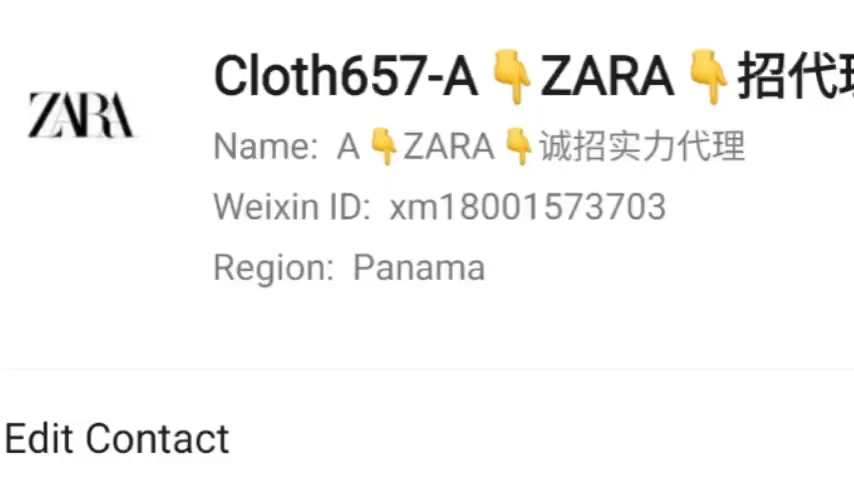 ZARA
Cloth657-A👇ZARA👇招代理
Name: A👇ZARA👇诚招实力代理
Weixin ID: xm18001573703
Region: Panama
Edit Contact